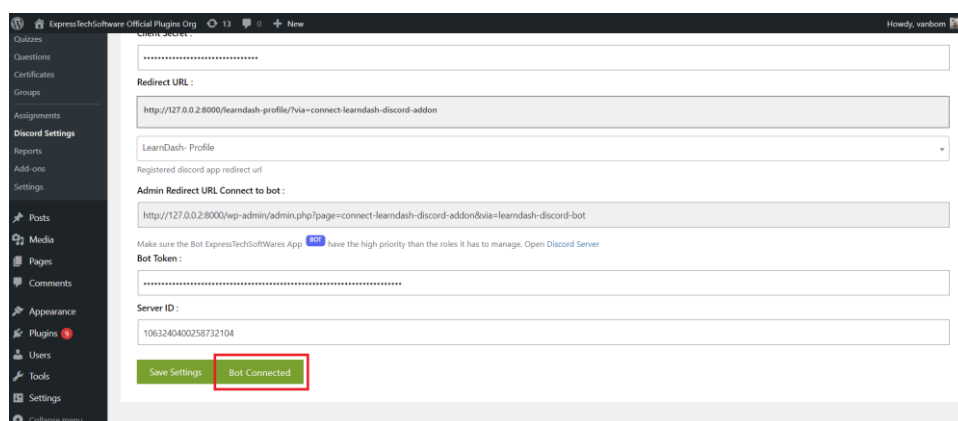 ExpressTechSoftware Official Plugins Org 13 0 + New Howdy, vanbom
Quizzes
Questions
Certificates
Groups
Assignments
Discord Settings
Reports
Add-ons
Settings
Posts
Media
Pages
Comments
Appearance
Plugins 9
Users
Tools
Settings
Collapse menu
Client Secret :
••••••••••••••••••••••••••••••••
Redirect URL :
http://127.0.0.2:8000/learndash-profile/?via=connect-learndash-discord-addon
LearnDash- Profile
Registered discord app redirect url
Admin Redirect URL Connect to bot :
http://127.0.0.2:8000/wp-admin/admin.php?page=connect-learndash-discord-addon&via=learndash-discord-bot
Make sure the Bot ExpressTechSoftWares App BOT have the high priority than the roles it has to manage. Open Discord Server
Bot Token :
••••••••••••••••••••••••••••••••••••••••••••••••••••••••••••••••••••••••
Server ID :
1063240400258732104
Save Settings Bot Connected